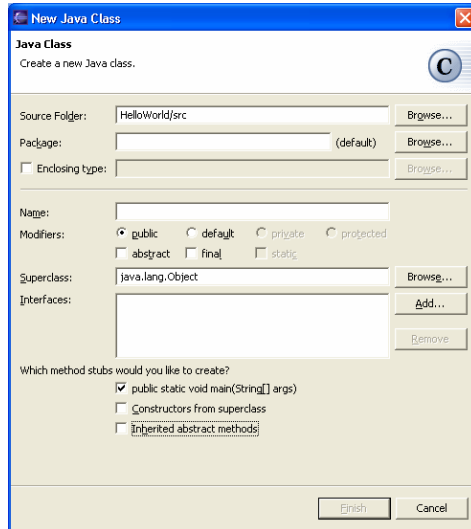 New Java Class
Java Class
Create a new Java class.
C
Source Folder: HelloWorld/src Browse...
Package: (default) Browse...
Enclosing type: Browse...
Name:
Modifiers: public default private protected
abstract final static
Superclass: java.lang.Object Browse...
Interfaces: Add...
Remove
Which method stubs would you like to create?
public static void main(String[] args)
Constructors from superclass
Inherited abstract methods
Finish Cancel